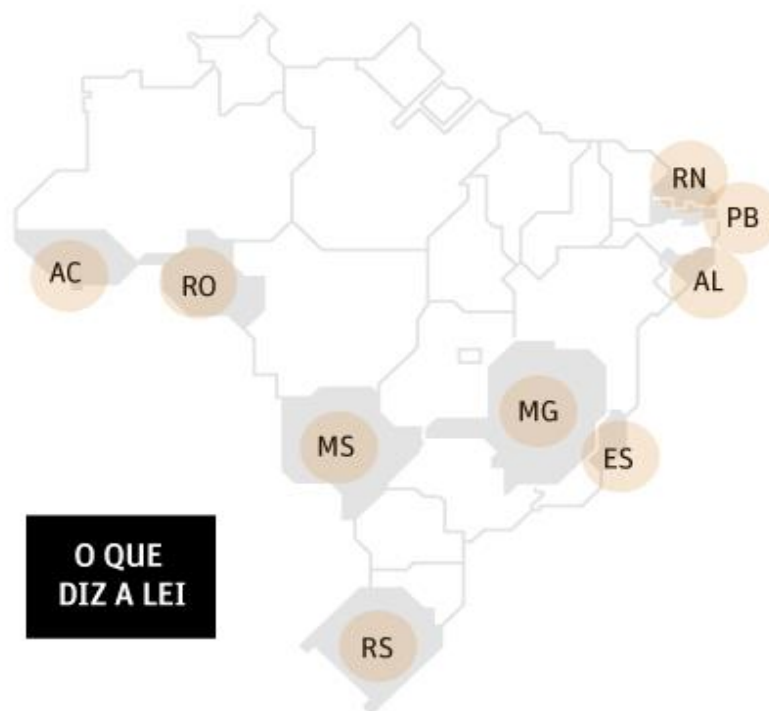 RN
PB
AC
RO
AL
MG
MS
ES
O QUE
DIZ A LEI
RS